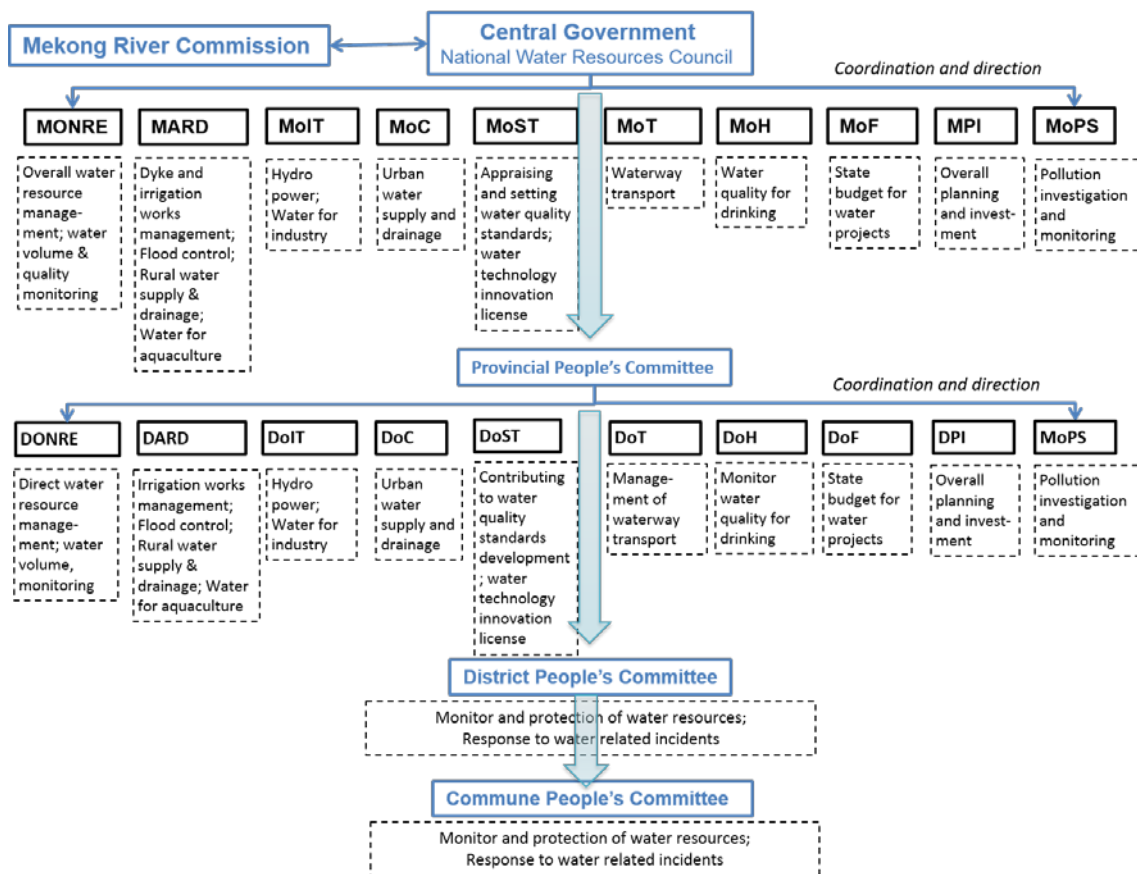 Mekong River Commission
Central Government
National Water Resources Council
Coordination and direction
MONRE
MARD
MoIT
MoC
MoST
MoT
MoH
MoF
MPI
MoPS
Overall water
resource
manage-
ment; water
volume &
quality
monitoring
Dyke and
irrigation
works
management;
Flood control;
Rural water
supply &
drainage;
Water for
aquaculture
Hydro
power;
Water for
industry
Urban
water
supply and
drainage
Appraising
and setting
water quality
standards;
water
technology
innovation
license
Waterway
transport
Water
quality for
drinking
State
budget for
water
projects
Overall
planning
and invest-
ment
Pollution
investigation
and
monitoring
Provincial People's Committee
Coordination and direction
DONRE
DARD
DoIT
DoC
DoST
DoT
DoH
DoF
DPI
MoPS
Direct water
resource
manage-
ment; water
volume,
monitoring
Irrigation works
management;
Flood control;
Rural water
supply &
drainage; Water
for aquaculture
Hydro
power;
Water for
industry
Urban
water
supply and
drainage
Contributing
to water
quality
standards
development
; water
technology
innovation
license
Manage-
ment of
waterway
transport
Monitor
water
quality for
drinking
State
budget for
water
projects
Overall
planning
and invest-
ment
Pollution
investigation
and
monitoring
District People's Committee
Monitor and protection of water resources;
Response to water related incidents
Commune People's Committee
Monitor and protection of water resources;
Response to water related incidents